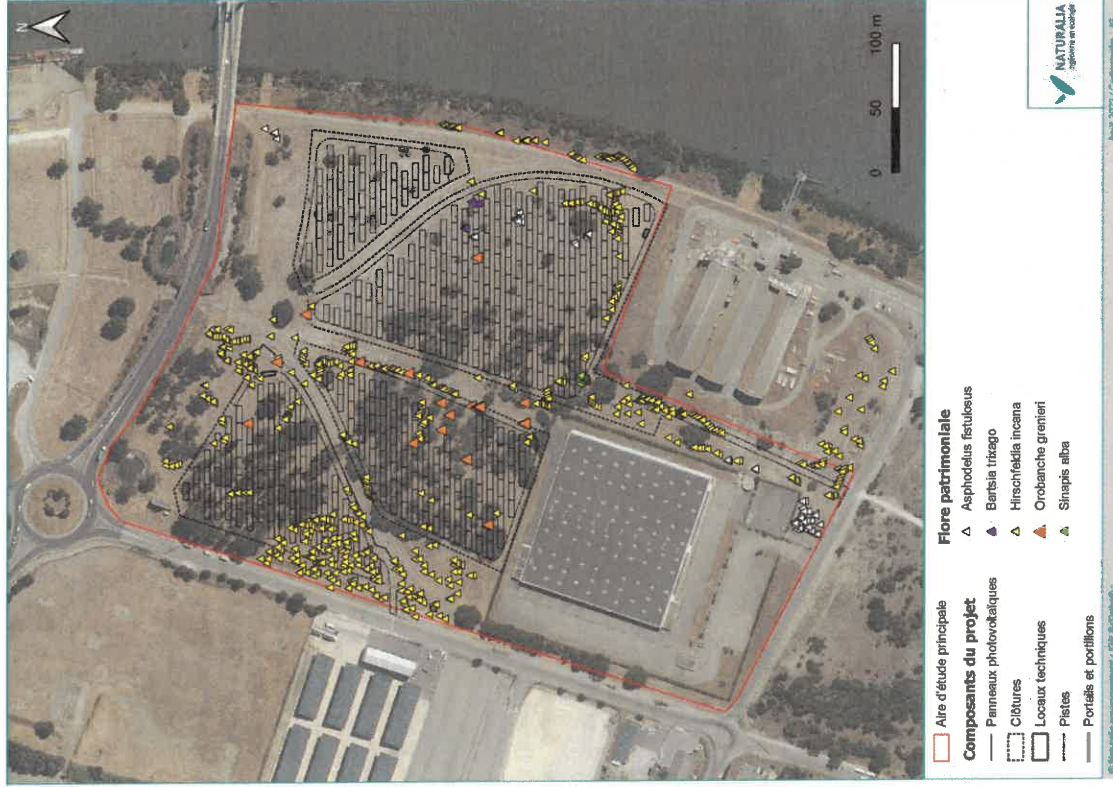 N
0 50 100 m
Aire d'étude principale
Composants du projet
Panneaux photovoltaïques
Clôtures
Locaux techniques
Pistes
Portails et portillons
Flore patrimoniale
Asphodelus fistulosus
Bartsia trixago
Hirschfeldia incana
Orobanche grenieri
Sinapis alba
NATURALIA